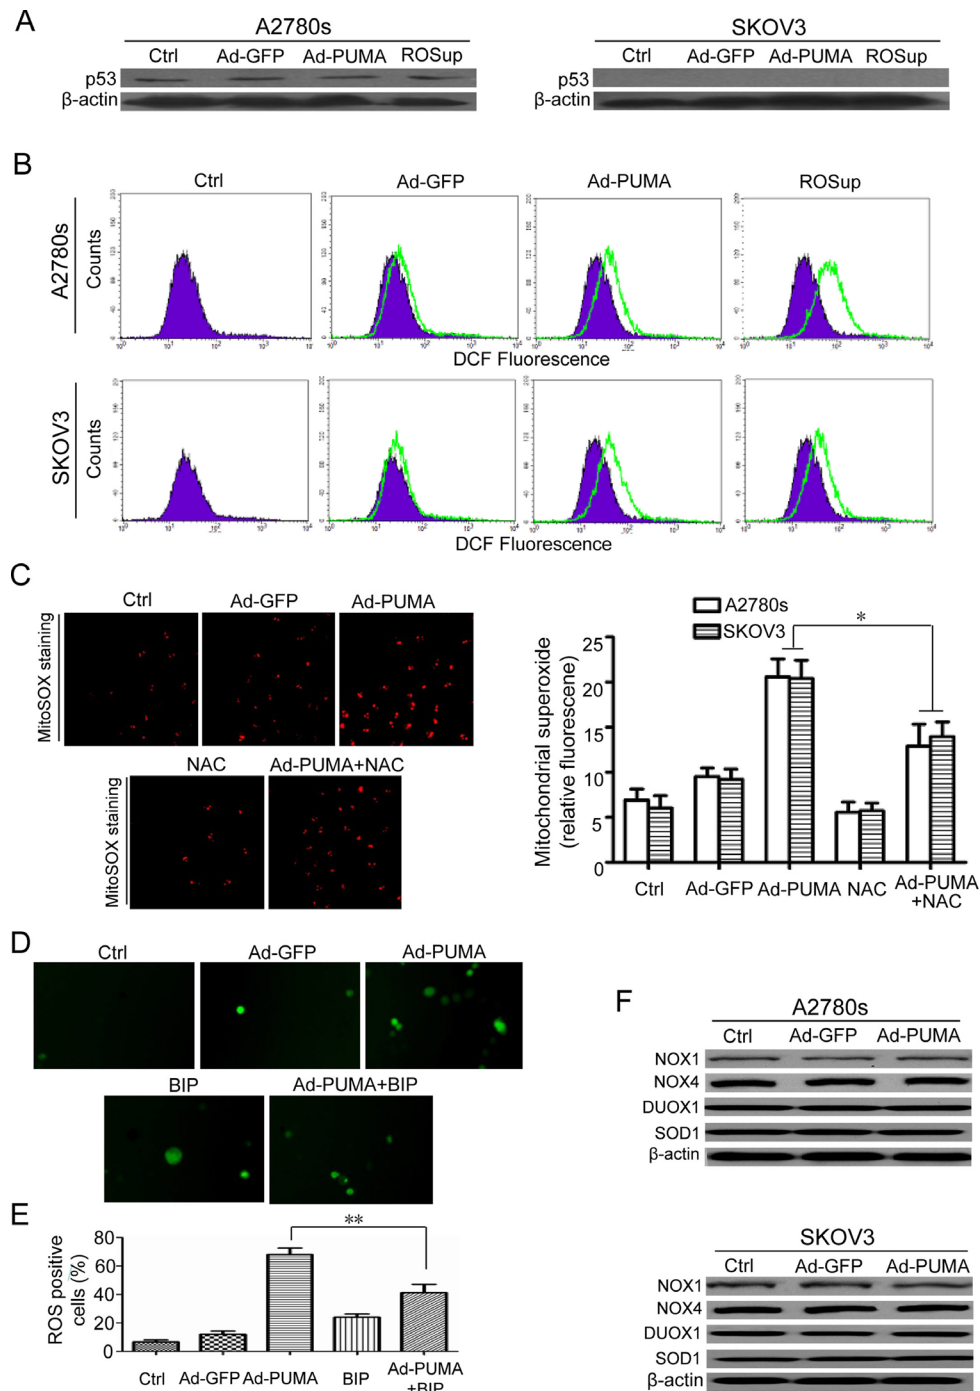 A
A2780s
Ctrl Ad-GFP Ad-PUMA ROSup
p53
β-actin
SKOV3
Ctrl Ad-GFP Ad-PUMA ROSup
p53
β-actin
B
Ctrl Ad-GFP Ad-PUMA ROSup
A2780s
Counts
DCF Fluorescence
SKOV3
Counts
DCF Fluorescence
C
Ctrl Ad-GFP Ad-PUMA
MitoSOX staining
NAC Ad-PUMA+NAC
MitoSOX staining
A2780s
SKOV3
*
Mitochondrial superoxide
(relative fluorescene)
25
20
15
10
5
0
Ctrl Ad-GFP Ad-PUMA NAC Ad-PUMA
+NAC
D
Ctrl Ad-GFP Ad-PUMA
BIP Ad-PUMA+BIP
E
**
ROS positive
cells (%)
80
60
40
20
0
Ctrl Ad-GFP Ad-PUMA BIP Ad-PUMA
+BIP
F
A2780s
Ctrl Ad-GFP Ad-PUMA
NOX1
NOX4
DUOX1
SOD1
β-actin
SKOV3
Ctrl Ad-GFP Ad-PUMA
NOX1
NOX4
DUOX1
SOD1
β-actin